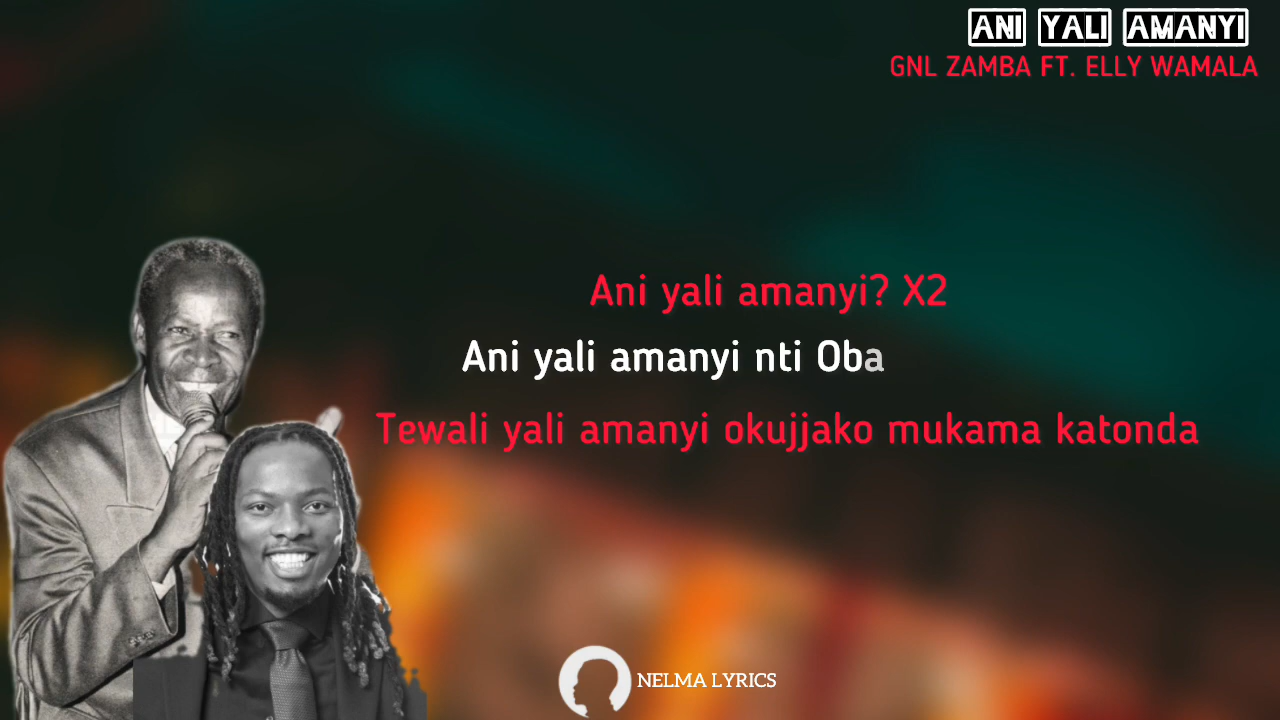 ANI YALI AMANYI
GNL ZAMBA FT. ELLY WAMALA
Ani yali amanyi? X2
Ani yali amanyi nti Oba
Tewali yali amanyi okujjako mukama katonda
NELMA LYRICS